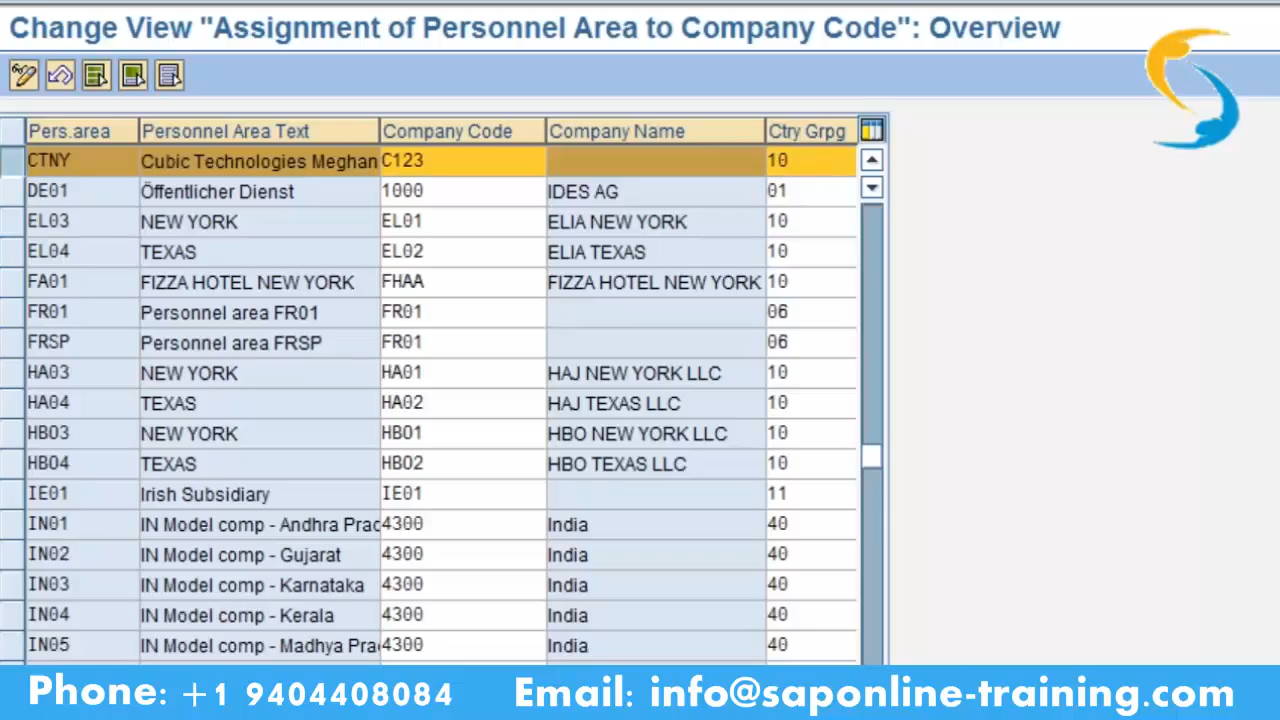 Change View "Assignment of Personnel Area to Company Code": Overview
Pers.area Personnel Area Text Company Code Company Name Ctry Grpg
CTNY Cubic Technologies Meghan C123 10
DE01 Öffentlicher Dienst 1000 IDES AG 01
EL03 NEW YORK EL01 ELIA NEW YORK 10
EL04 TEXAS EL02 ELIA TEXAS 10
FA01 FIZZA HOTEL NEW YORK FHAA FIZZA HOTEL NEW YORK 10
FR01 Personnel area FR01 FR01 06
FRSP Personnel area FRSP FR01 06
HA03 NEW YORK HA01 HAJ NEW YORK LLC 10
HA04 TEXAS HA02 HAJ TEXAS LLC 10
HB03 NEW YORK HB01 HBO NEW YORK LLC 10
HB04 TEXAS HB02 HBO TEXAS LLC 10
IE01 Irish Subsidiary IE01 11
IN01 IN Model comp - Andhra Prac 4300 India 40
IN02 IN Model comp - Gujarat 4300 India 40
IN03 IN Model comp - Karnataka 4300 India 40
IN04 IN Model comp - Kerala 4300 India 40
IN05 IN Model comp - Madhya Pra 4300 India 40
Phone: +1 9404408084 Email: info@saponline-training.com